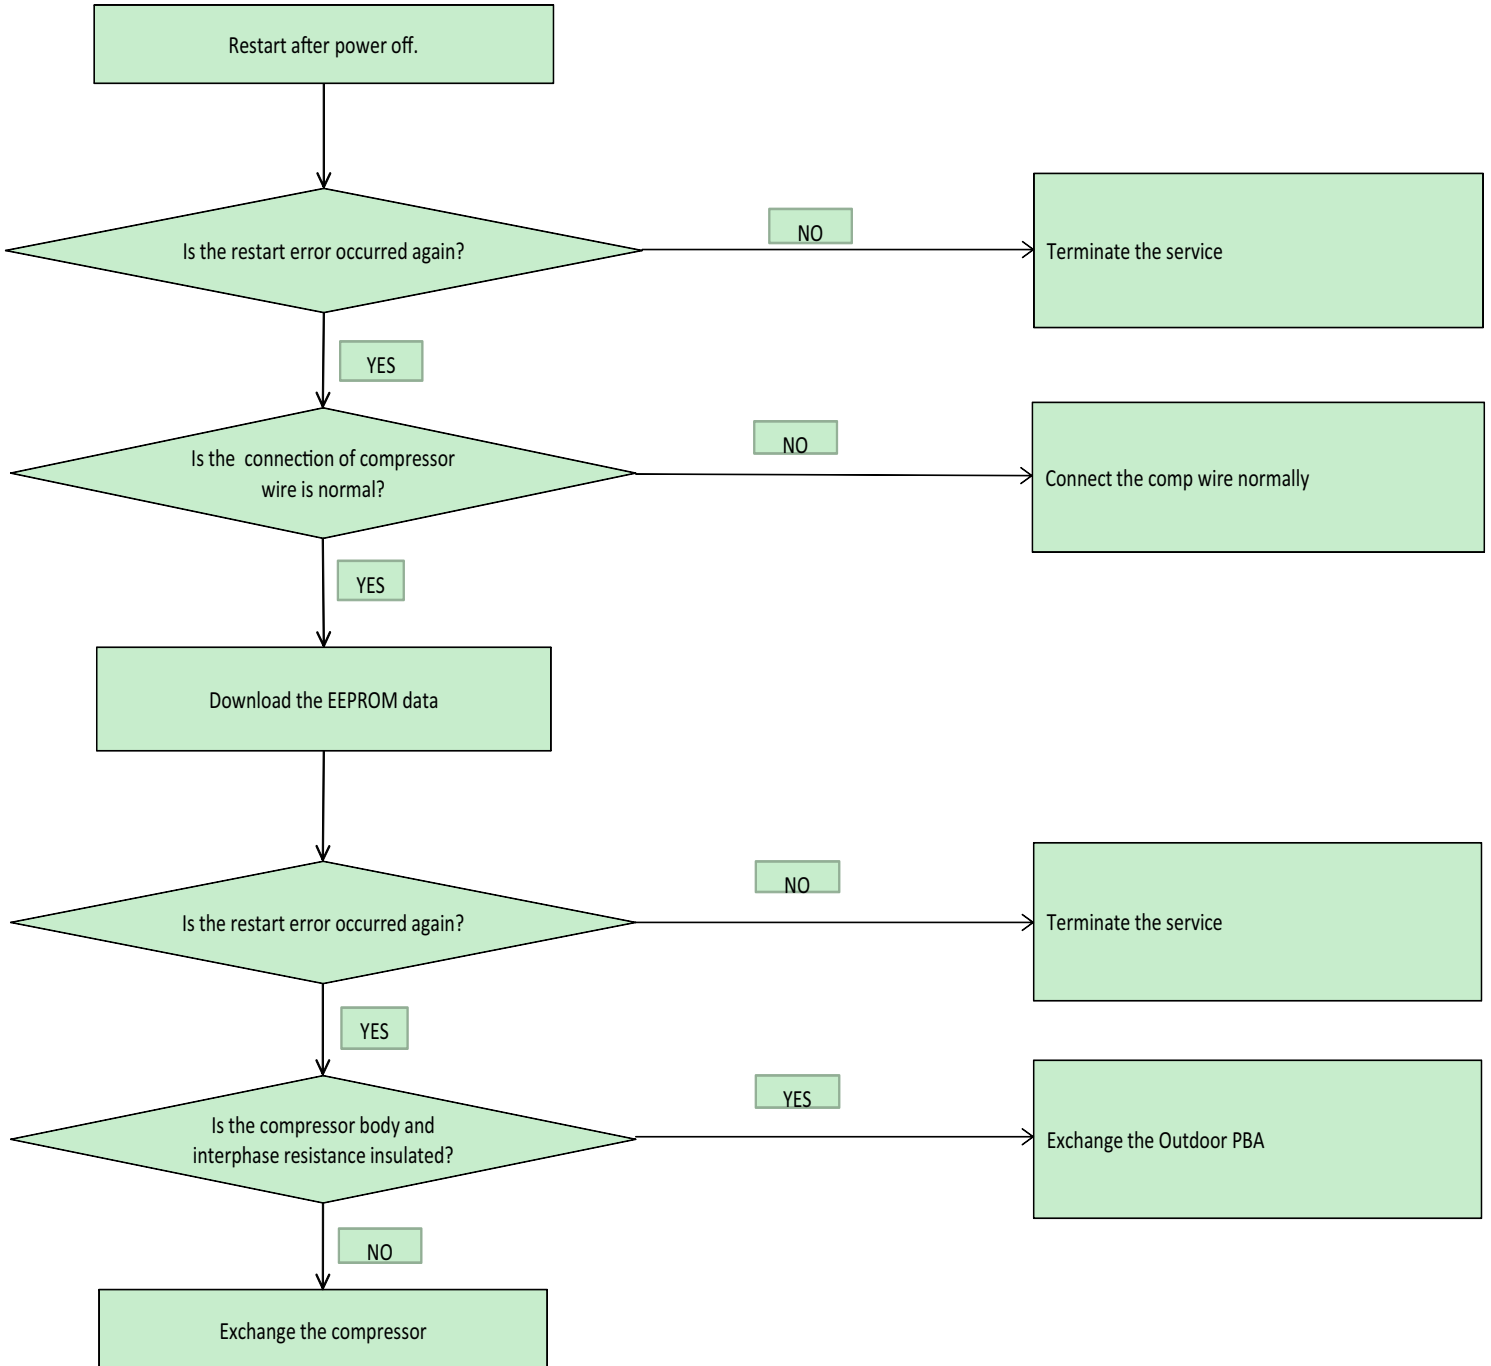 Restart after power off.
Is the restart error occurred again?
NO
Terminate the service
YES
Is the  connection of compressor
wire is normal?
NO
Connect the comp wire normally
YES
Download the EEPROM data
Is the restart error occurred again?
NO
Terminate the service
YES
Is the compressor body and
interphase resistance insulated?
YES
Exchange the Outdoor PBA
NO
Exchange the compressor